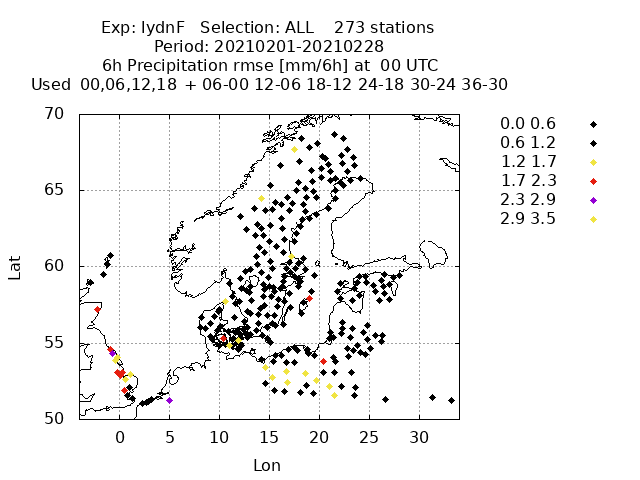 Exp: IydnF   Selection: ALL    273 stations
Period: 20210201-20210228
6h Precipitation rmse [mm/6h] at  00 UTC
Used  00,06,12,18  + 06-00 12-06 18-12 24-18 30-24 36-30
0.0 0.6
0.6 1.2
1.2 1.7
1.7 2.3
2.3 2.9
2.9 3.5
Lat
70
65
60
55
50
0 5 10 15 20 25 30
Lon